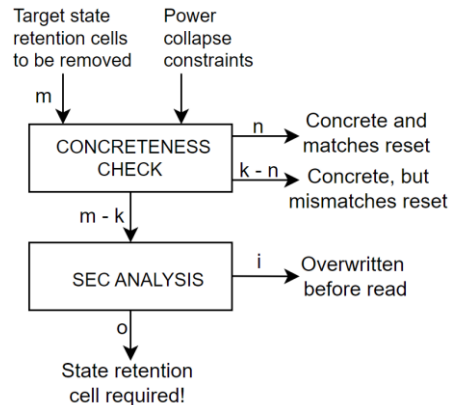 Target state
retention cells
to be removed
Power
collapse
constraints
m
CONCRETENESS
CHECK
n
Concrete and
matches reset
k - n
Concrete, but
mismatches reset
m - k
SEC ANALYSIS
i
Overwritten
before read
o
State retention
cell required!